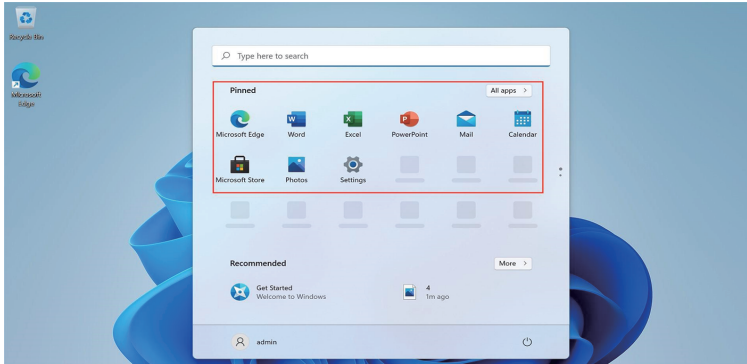 Recycle Bin
Microsoft
Edge
Type here to search
Pinned
All apps >
Microsoft Edge
Word
Excel
PowerPoint
Mail
Calendar
Microsoft Store
Photos
Settings
Recommended
More >
Get Started
Welcome to Windows
4
1m ago
admin